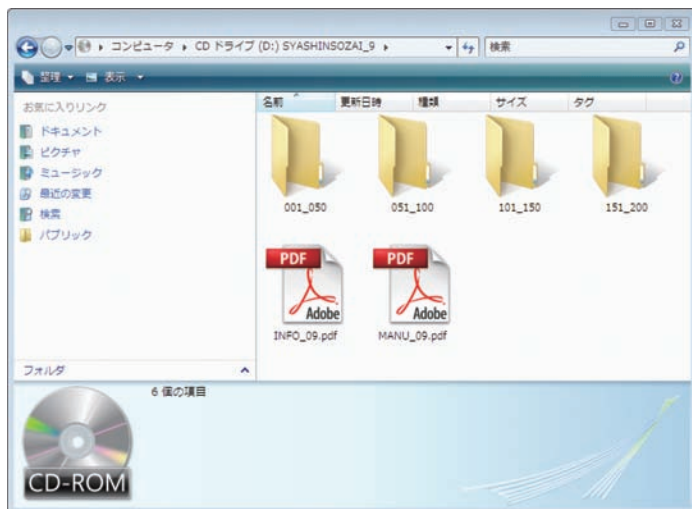 コンピュータ ▸ CD ドライブ (D:) SYASHINSOZAI_9 ▸ 検索
整理 表示
お気に入りリンク
ドキュメント
ピクチャ
ミュージック
最近の変更
検索
パブリック
フォルダ
名前 更新日時 種類 サイズ タグ
001_050 051_100 101_150 151_200
PDF PDF
Adobe Adobe
INFO_09.pdf MANU_09.pdf
6 個の項目
CD-ROM